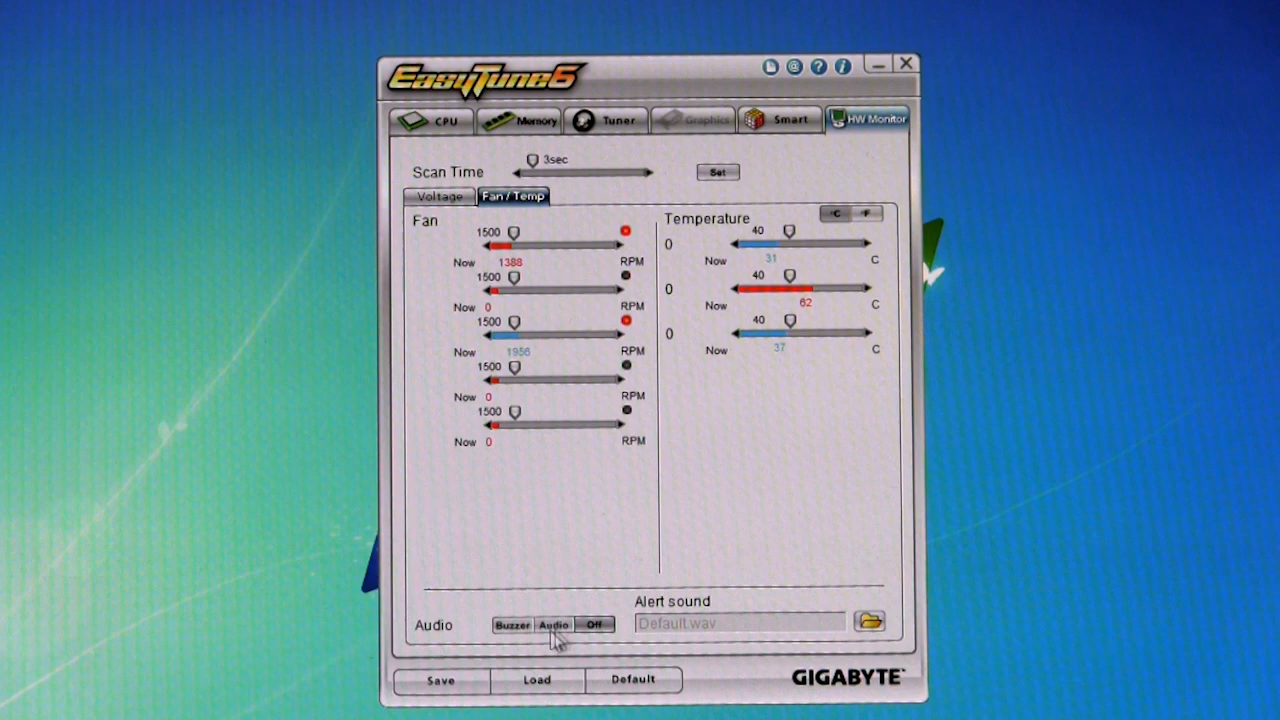 EasyTune6
CPU Memory Tuner Graphics Smart HW Monitor
Scan Time 3sec Set
Voltage Fan / Temp
Fan
1500
Now 1388 RPM
1500
Now 0 RPM
1500
Now 1956 RPM
1500
Now 0 RPM
1500
Now 0 RPM
Temperature °C °F
0 40
Now 31 C
0 40
Now 62 C
0 40
Now 37 C
Alert sound
Audio Buzzer Audio Off Default.wav
Save Load Default GIGABYTE™